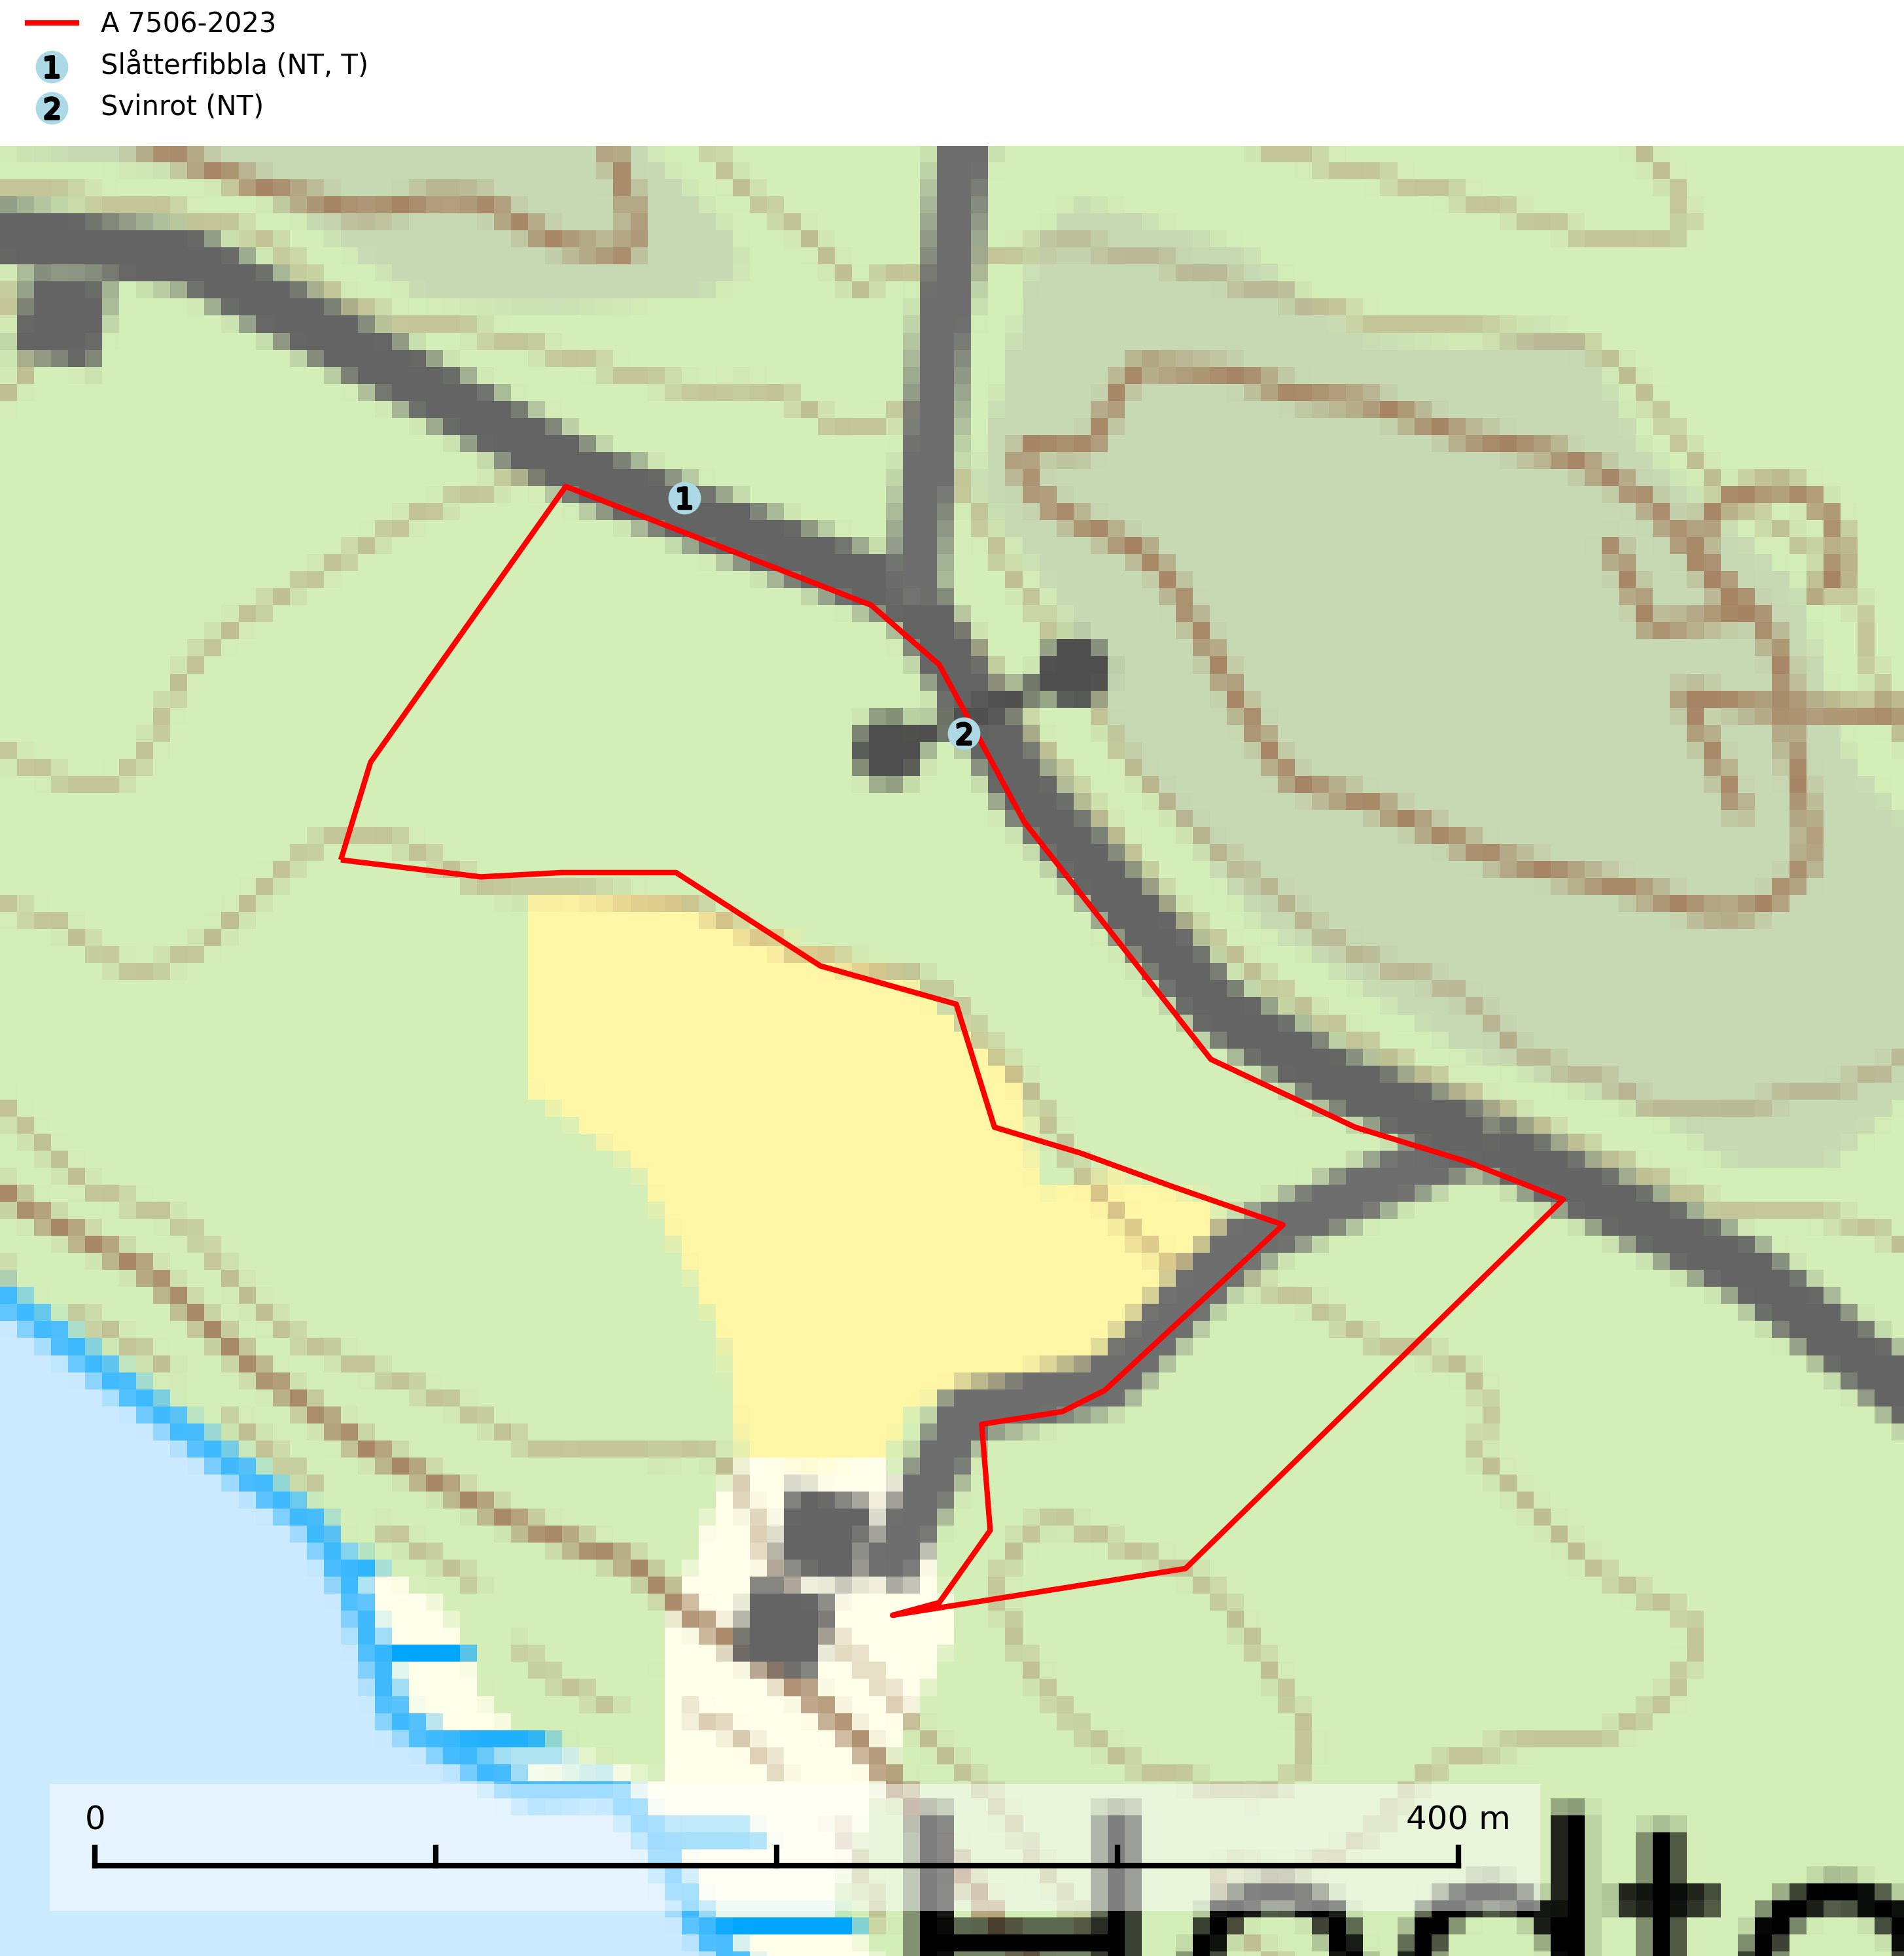 A 7506-2023
1 Slåtterfibbla (NT, T)
2 Svinrot (NT)
1
2
0 400 m